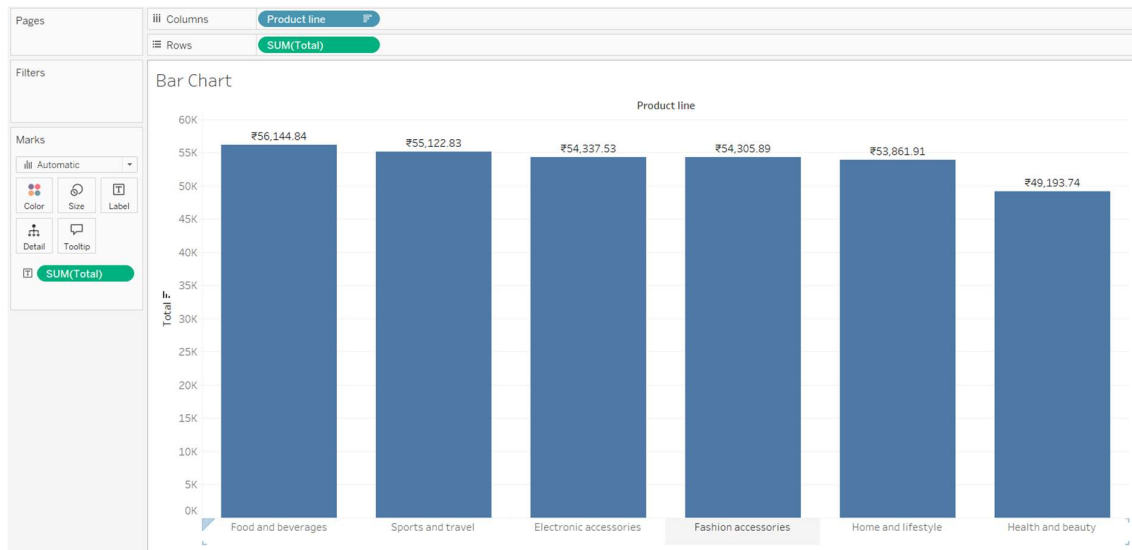 Pages
Columns
Product line
Rows
SUM(Total)
Filters
Marks
Automatic
Color
Size
Label
Detail
Tooltip
SUM(Total)
Bar Chart
Product line
60K
55K
50K
45K
40K
35K
30K
25K
20K
15K
10K
5K
0K
Total
₹56,144.84
₹55,122.83
₹54,337.53
₹54,305.89
₹53,861.91
₹49,193.74
Food and beverages
Sports and travel
Electronic accessories
Fashion accessories
Home and lifestyle
Health and beauty